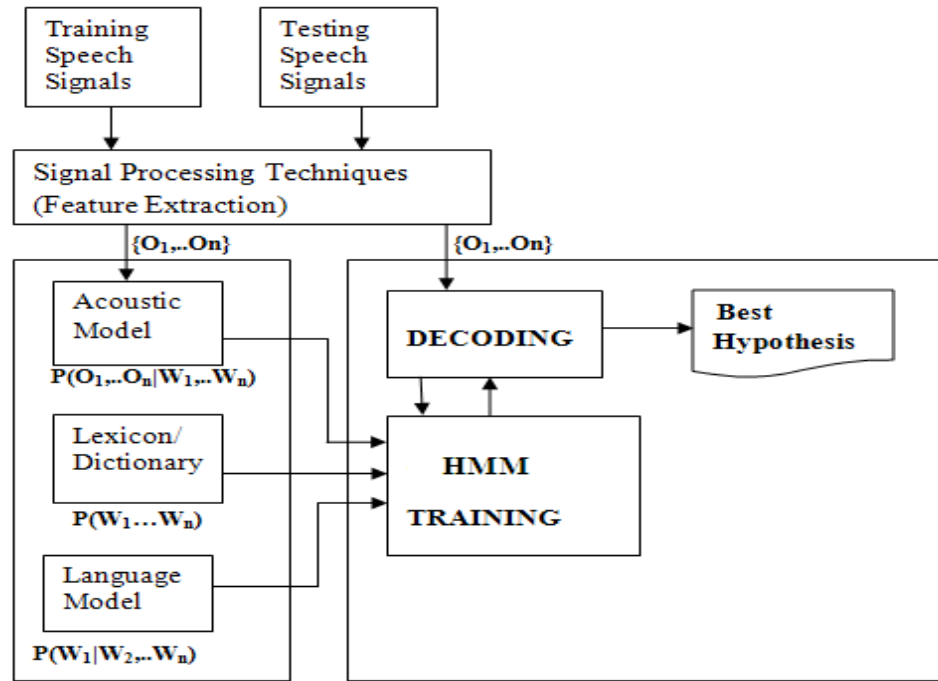 Training
Speech
Signals
Testing
Speech
Signals
Signal Processing Techniques
(Feature Extraction)
{O₁,..On}
{O₁,..On}
Acoustic
Model
P(O₁,..Oₙ|W₁,..Wₙ)
Lexicon/
Dictionary
P(W₁…Wₙ)
Language
Model
P(W₁|W₂,..Wₙ)
DECODING
HMM
TRAINING
Best
Hypothesis